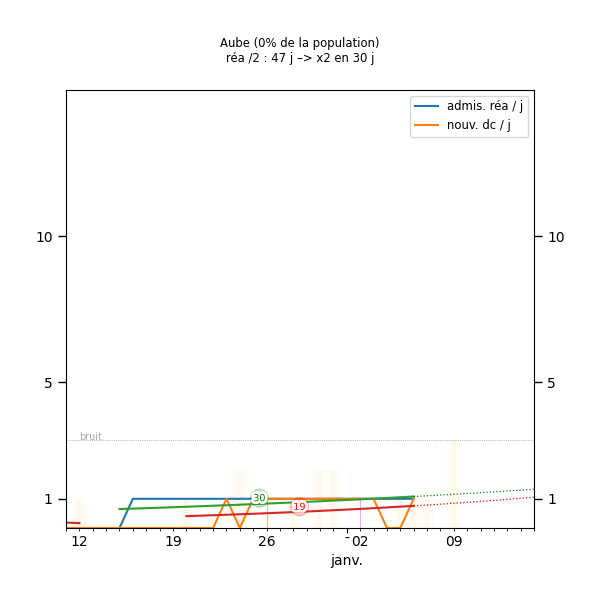 Aube (0% de la population)
réa /2 : 47 j –> x2 en 30 j
admis. réa / j
nouv. dc / j
10
10
5
5
bruit
1
1
30
19
12
19
26
02
09
janv.